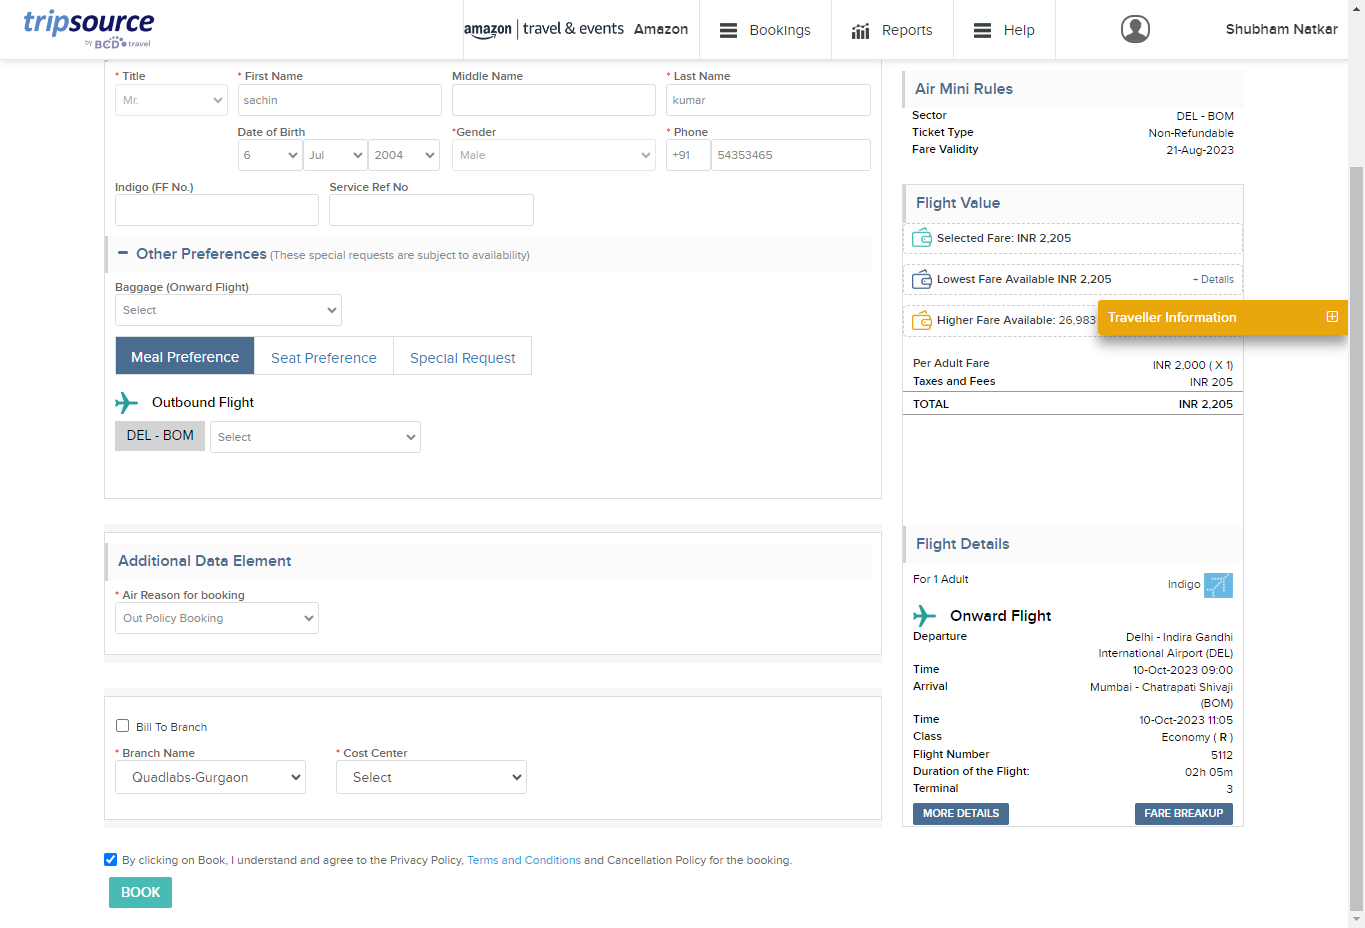 tripsource
by BCD travel
amazon | travel & events Amazon
Bookings
Reports
Help
Shubham Natkar
* Title
* First Name
Middle Name
* Last Name
Mr.
sachin
kumar
Date of Birth
*Gender
* Phone
6
Jul
2004
Male
+91
54353465
Indigo (FF No.)
Service Ref No
− Other Preferences (These special requests are subject to availability)
Baggage (Onward Flight)
Select
Meal Preference
Seat Preference
Special Request
Outbound Flight
DEL - BOM
Select
Additional Data Element
* Air Reason for booking
Out Policy Booking
Bill To Branch
* Branch Name
* Cost Center
Quadlabs-Gurgaon
Select
By clicking on Book, I understand and agree to the Privacy Policy, Terms and Conditions and Cancellation Policy for the booking.
BOOK
Air Mini Rules
Sector DEL - BOM
Ticket Type Non-Refundable
Fare Validity 21-Aug-2023
Flight Value
Selected Fare: INR 2,205
Lowest Fare Available INR 2,205 + Details
Higher Fare Available: 26,983
Traveller Information
Per Adult Fare INR 2,000 ( X 1)
Taxes and Fees INR 205
TOTAL INR 2,205
Flight Details
For 1 Adult Indigo
Onward Flight
Departure Delhi - Indira Gandhi
International Airport (DEL)
Time 10-Oct-2023 09:00
Arrival Mumbai - Chatrapati Shivaji
(BOM)
Time 10-Oct-2023 11:05
Class Economy ( R )
Flight Number 5112
Duration of the Flight: 02h 05m
Terminal 3
MORE DETAILS
FARE BREAKUP